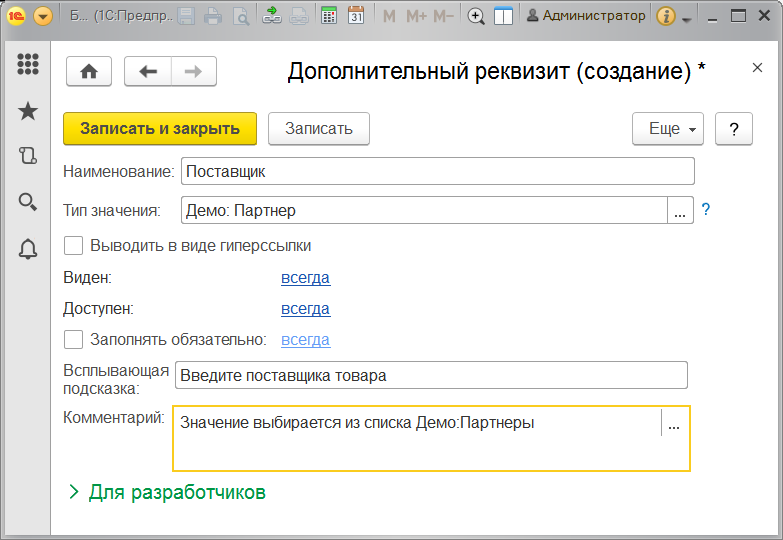 Б... (1С:Предпр..
M M+ M-
31
Администратор
Дополнительный реквизит (создание) *
Записать и закрыть
Записать
Еще
?
Наименование: Поставщик
Тип значения: Демо: Партнер ... ?
Выводить в виде гиперссылки
Виден: всегда
Доступен: всегда
Заполнять обязательно: всегда
Всплывающая
подсказка:
Введите поставщика товара
Комментарий: Значение выбирается из списка Демо:Партнеры ...
Для разработчиков